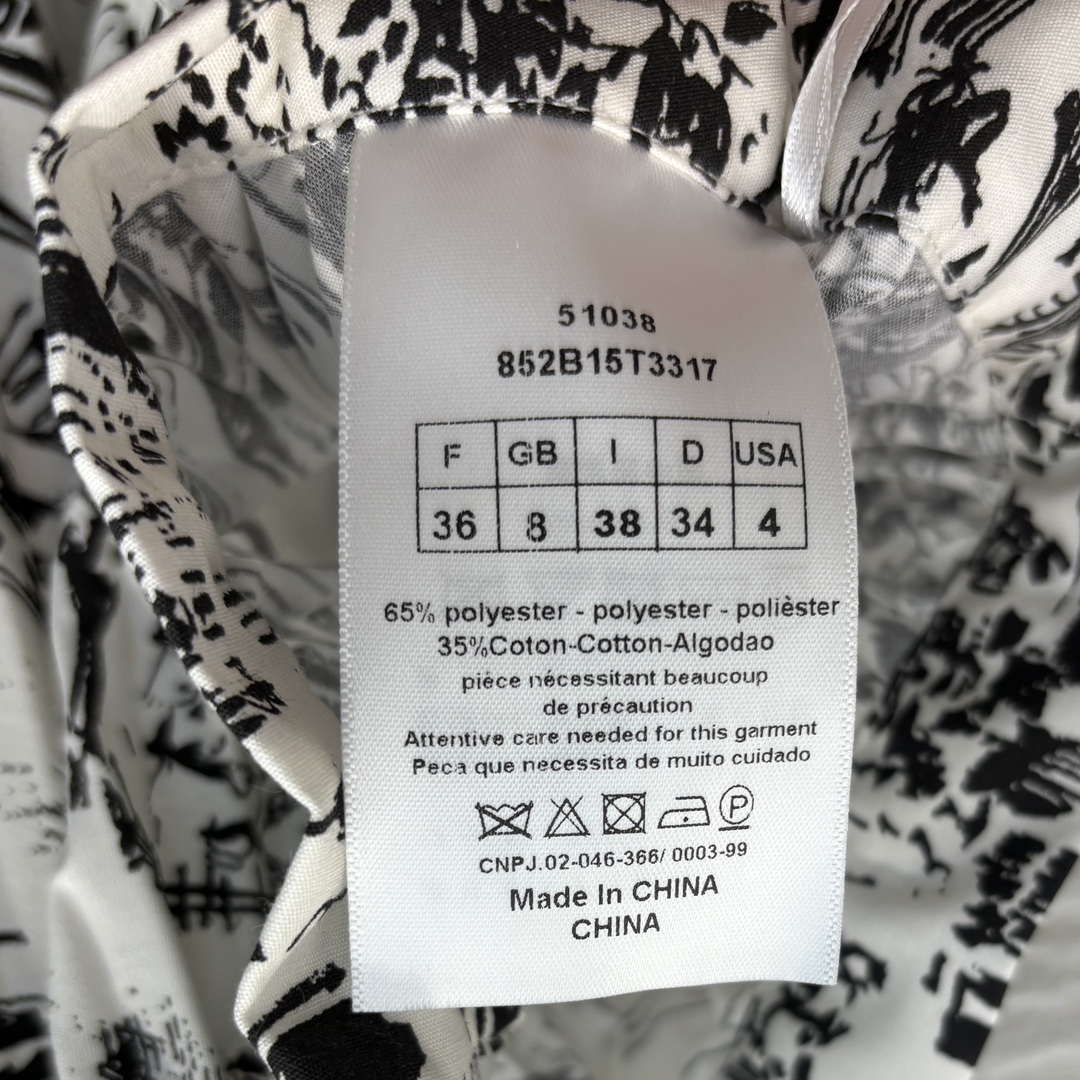 51038
852B15T3317
F GB I D USA
36 8 38 34 4
65% polyester - polyester - polièster
35%Coton-Cotton-Algodao
pièce nécessitant beaucoup
de précaution
Attentive care needed for this garment
Peca que necessita de muito cuidado
P
CNPJ.02-046-366/ 0003-99
Made In CHINA
CHINA